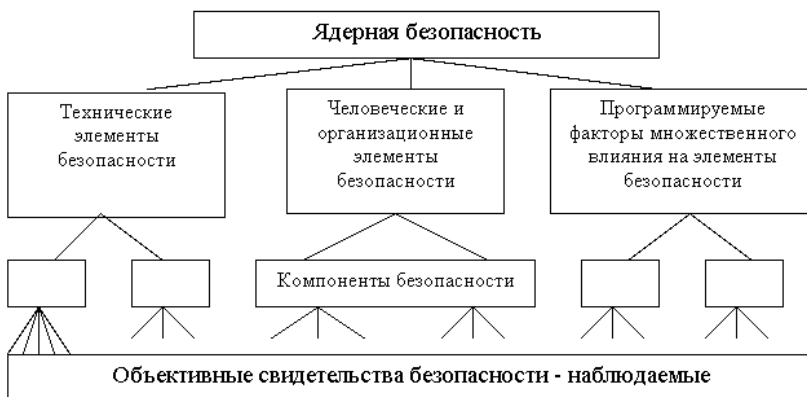 Ядерная безопасность
Технические
элементы
безопасности
Человеческие и
организационные
элементы
безопасности
Программируемые
факторы множественного
влияния на элементы
безопасности
Компоненты безопасности
Объективные свидетельства безопасности - наблюдаемые